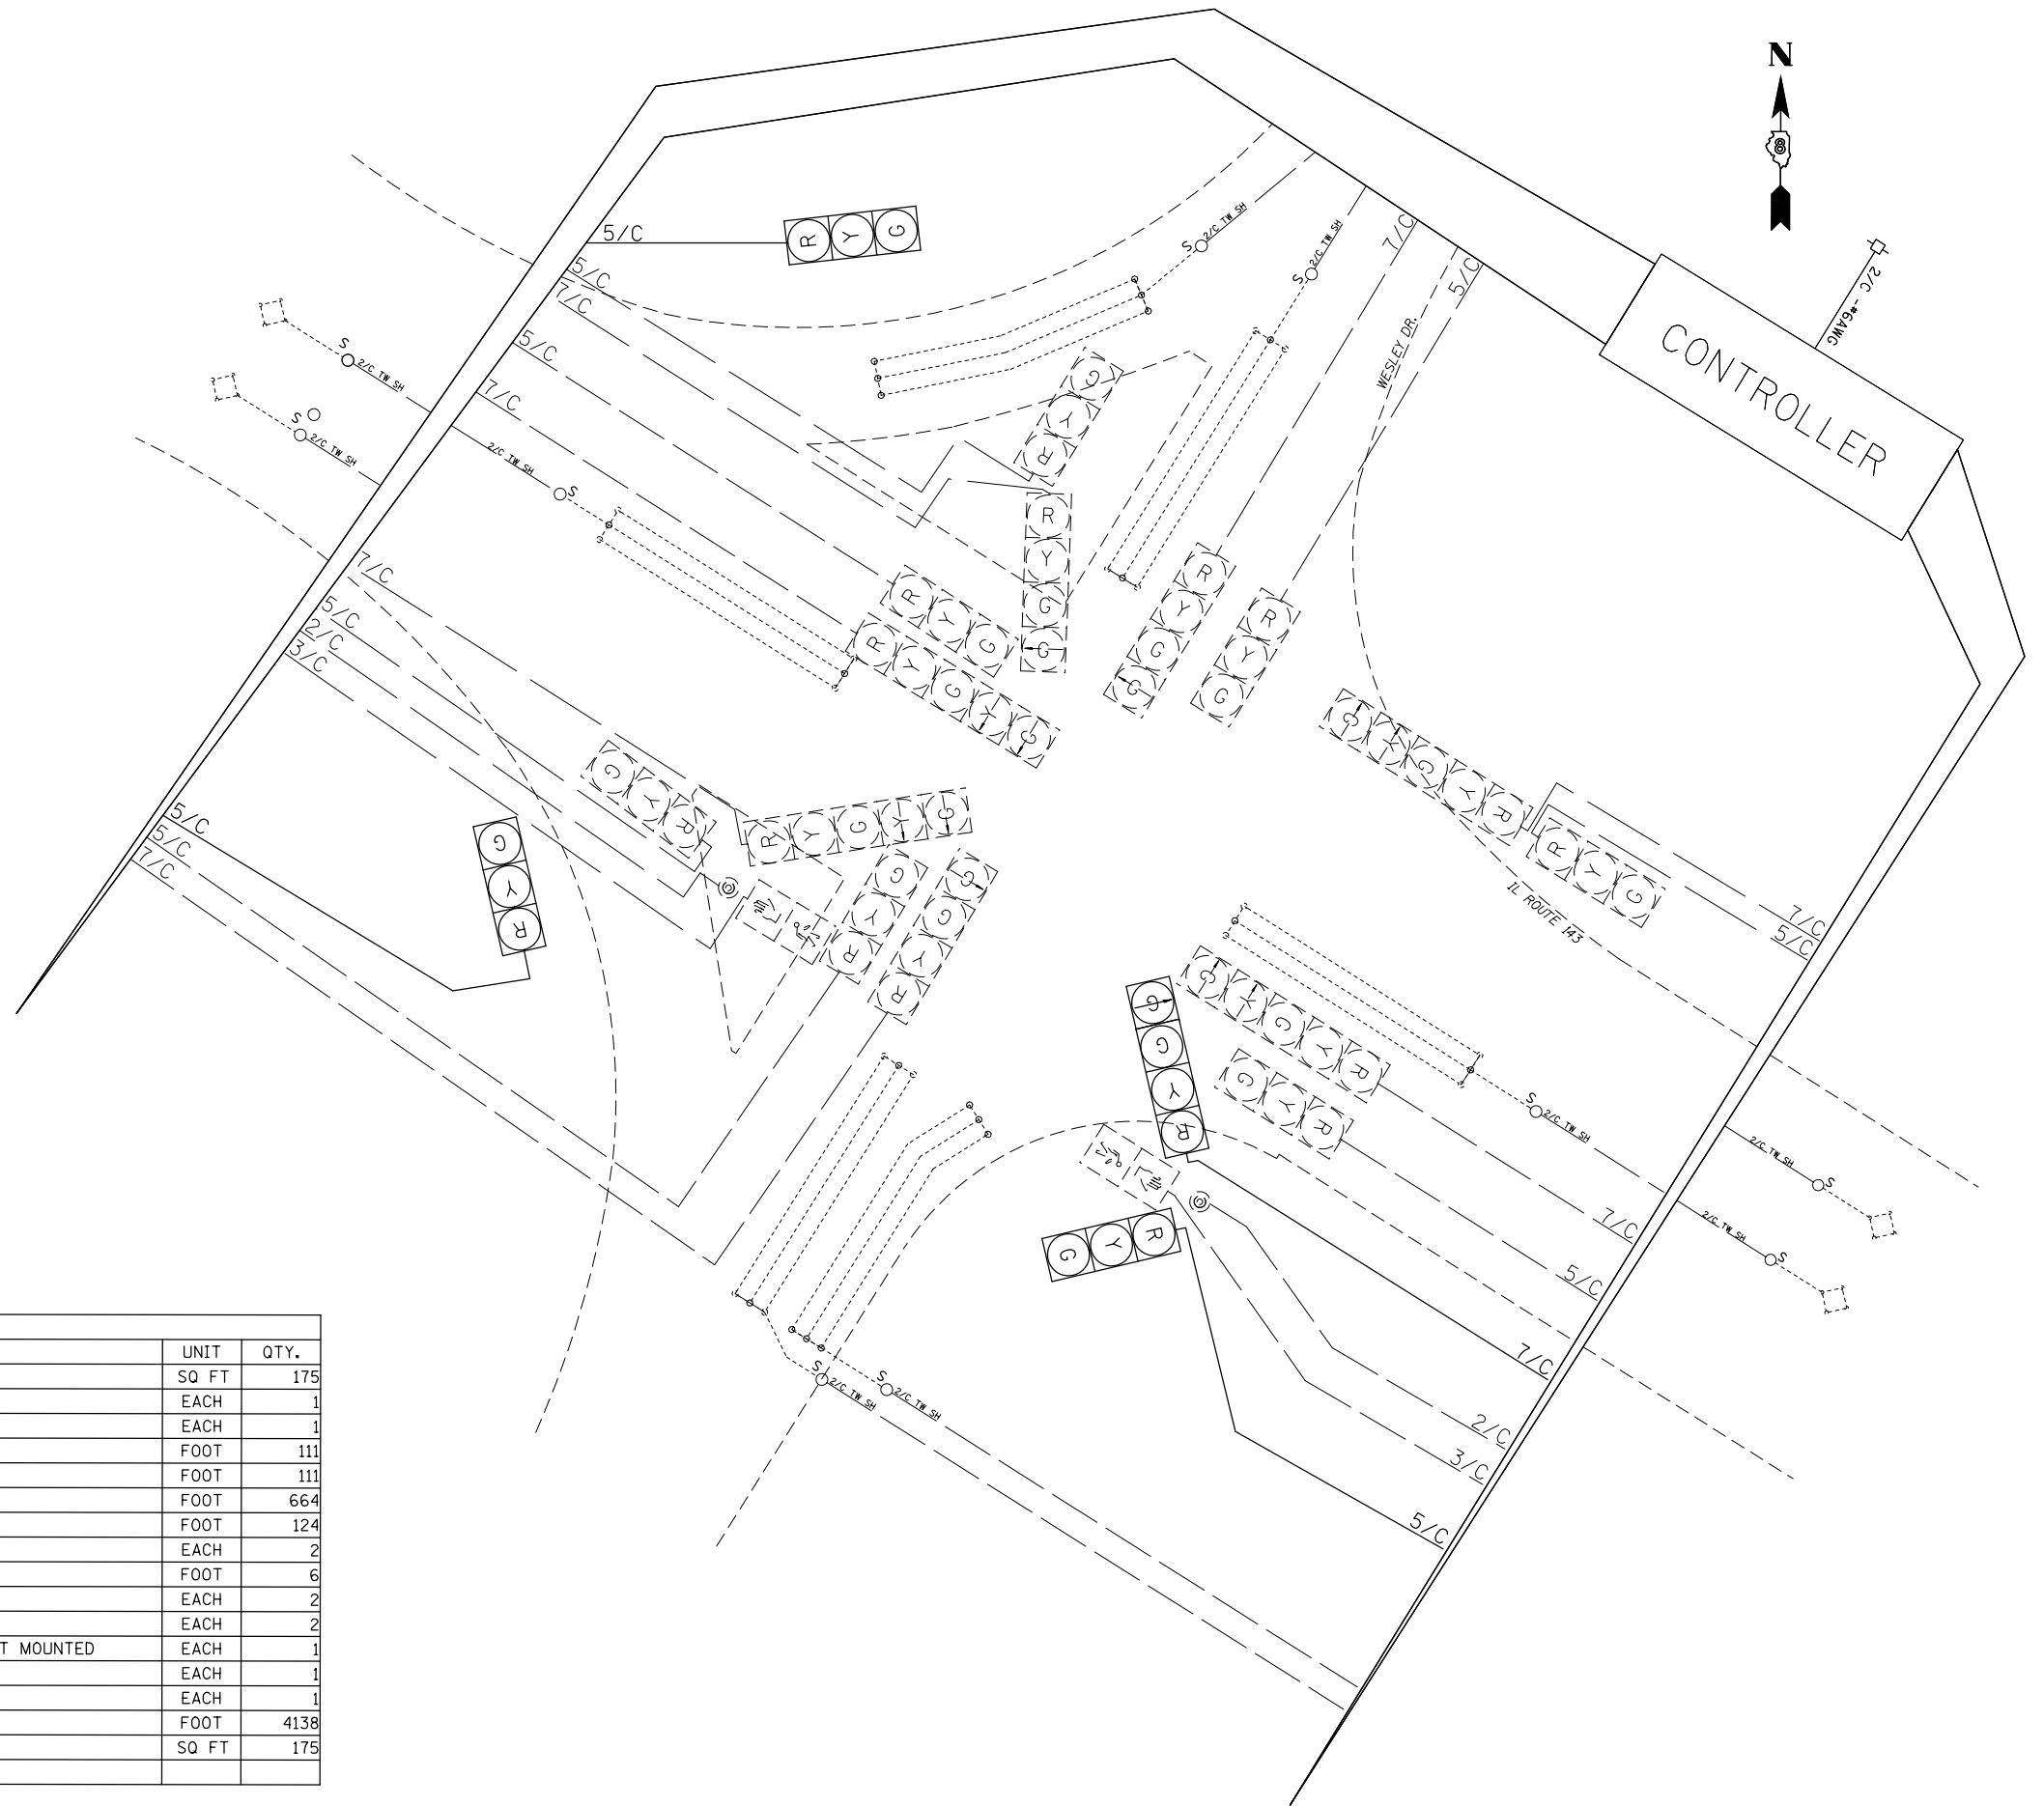 N
8
2/C -#6AWG
CONTROLLER
5/C
R Y G
5/C
7/C
5/C
7/C
S
2/C TW SH
S
2/C TW SH
S
2/C TW SH
S
2/C TW SH
S
2/C TW SH
7/C
5/C
WESLEY DR.
G Y R
R Y G G
R Y G G
R Y G
R Y G
R Y G Y G
7/C
5/C
2/C
3/C
G Y R
R Y G Y G
G Y R
G G Y R
G Y G Y R
R Y G
7/C
5/C
IL ROUTE 143
5/C
5/C
7/C
G Y R
G G Y R
G Y G Y R
G Y R
G Y R
S
2/C TW SH
2/C TW SH
S
2/C TW SH
S
7/C
5/C
7/C
2/C
3/C
5/C
S
2/C TW SH
S
2/C TW SH
UNIT QTY.
SQ FT 175
EACH 1
EACH 1
FOOT 111
FOOT 111
FOOT 664
FOOT 124
EACH 2
FOOT 6
EACH 2
EACH 2
T MOUNTED EACH 1
EACH 1
EACH 1
FOOT 4138
SQ FT 175